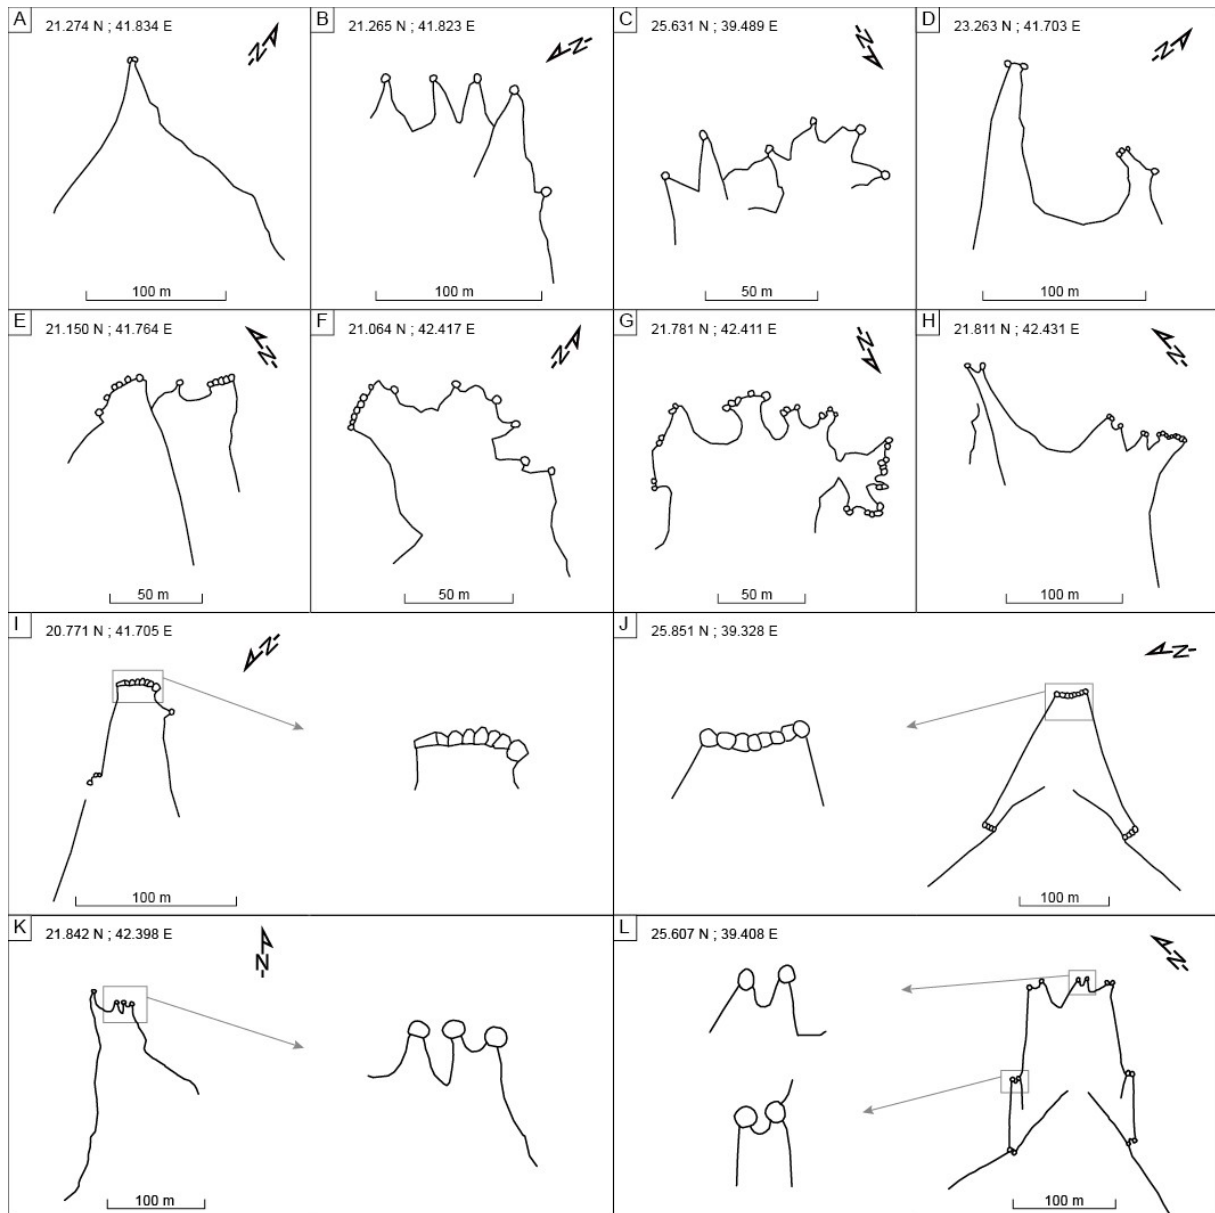 A 21.274 N ; 41.834 E
N
100 m
B 21.265 N ; 41.823 E
N
100 m
C 25.631 N ; 39.489 E
N
50 m
D 23.263 N ; 41.703 E
N
100 m
E 21.150 N ; 41.764 E
N
50 m
F 21.064 N ; 42.417 E
N
50 m
G 21.781 N ; 42.411 E
N
50 m
H 21.811 N ; 42.431 E
N
100 m
I 20.771 N ; 41.705 E
N
100 m
J 25.851 N ; 39.328 E
N
100 m
K 21.842 N ; 42.398 E
N
100 m
L 25.607 N ; 39.408 E
N
100 m